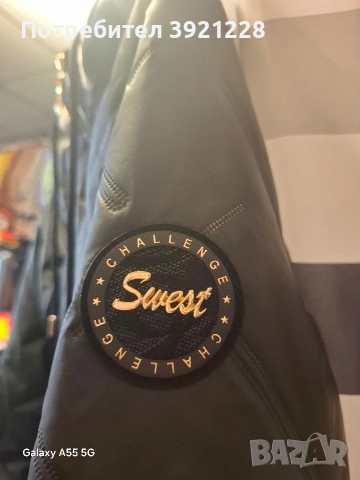 Потребител 3921228
★ CHALLENGE ★
Swest
CHALLENGE
Galaxy A55 5G
BAZAR